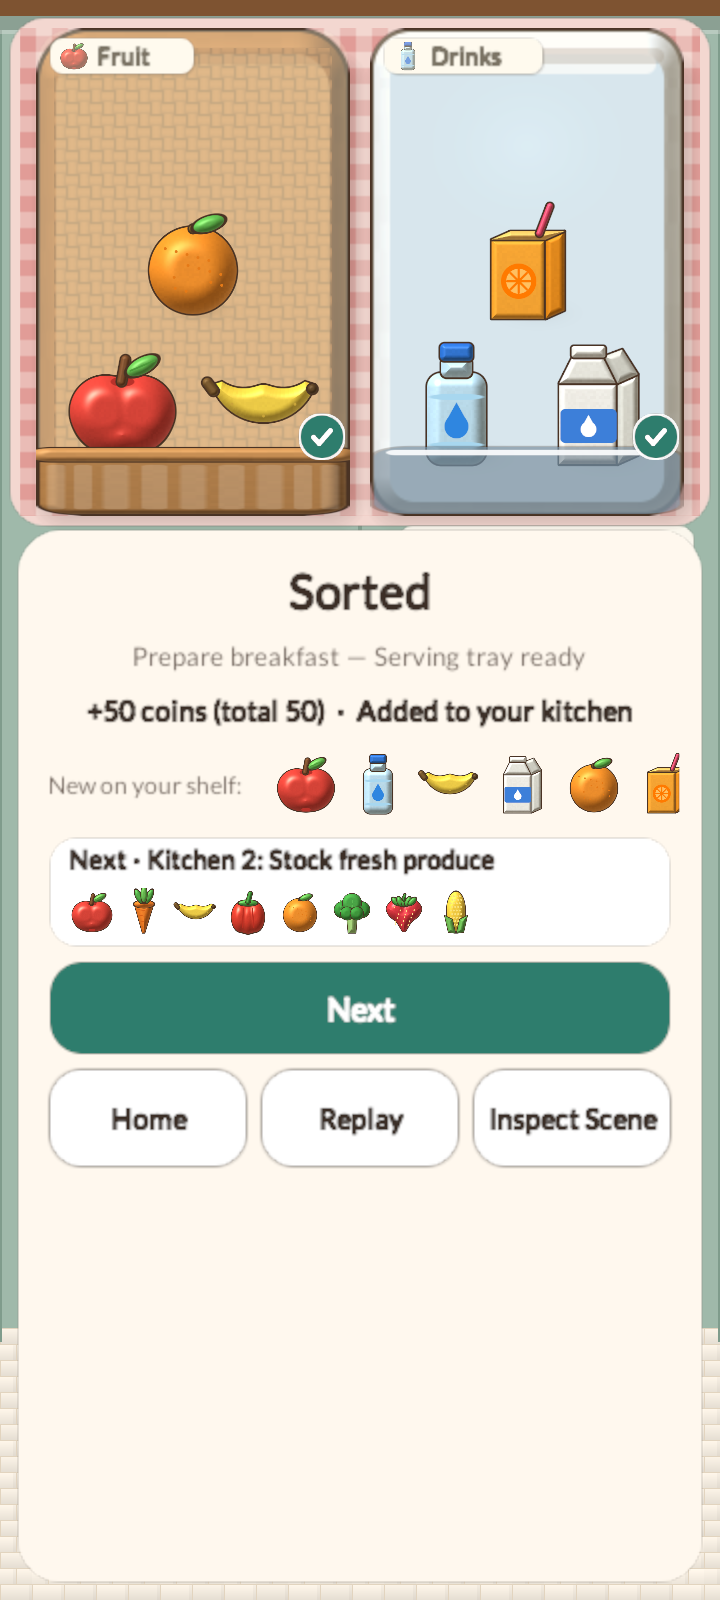 Fruit
Drinks
Sorted
Prepare breakfast — Serving tray ready
+50 coins (total 50) · Added to your kitchen
New on your shelf:
Next · Kitchen 2: Stock fresh produce
Next
Home
Replay
Inspect Scene